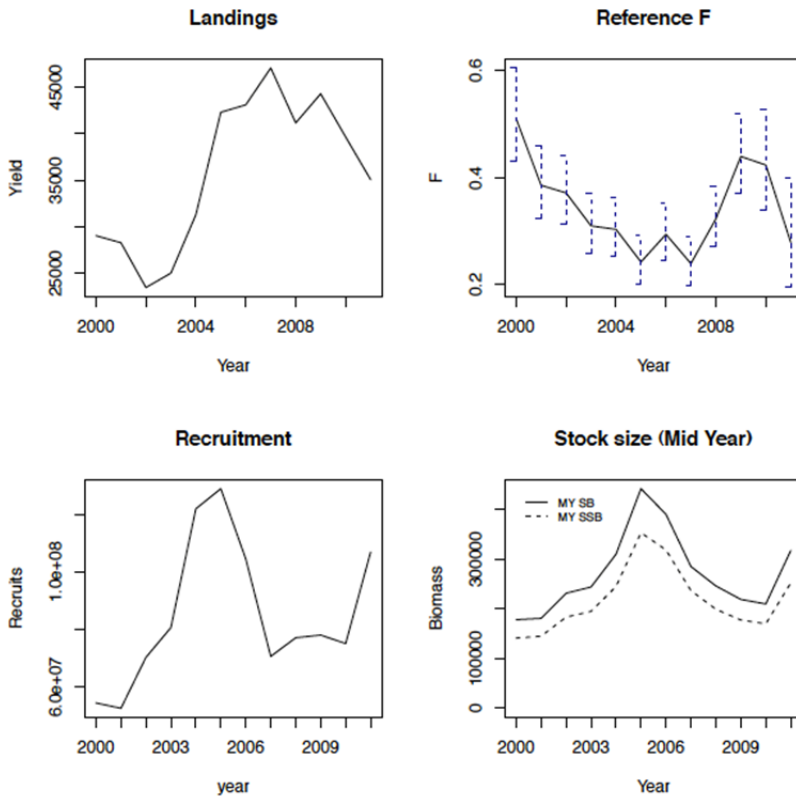 Landings
Yield
45000
35000
25000
2000
2004
2008
Year
Reference F
F
0.6
0.4
0.2
2000
2004
2008
Year
Recruitment
Recruits
1.0e+08
6.0e+07
2000
2003
2006
2009
year
Stock size (Mid Year)
MY SB
MY SSB
Biomass
300000
100000
0
2000
2003
2006
2009
Year